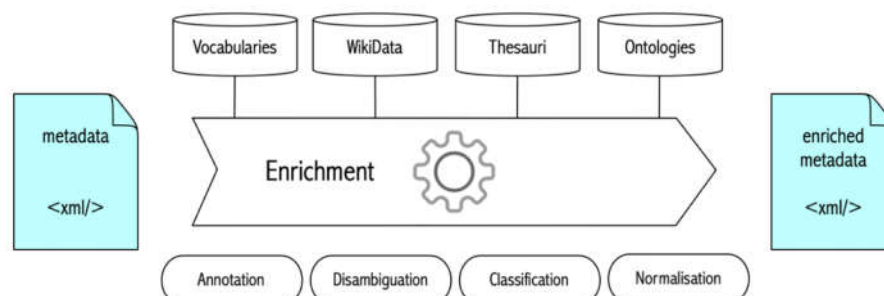 Vocabularies
WikiData
Thesauri
Ontologies
metadata
<xml/>
Enrichment
enriched
metadata
<xml/>
Annotation
Disambiguation
Classification
Normalisation